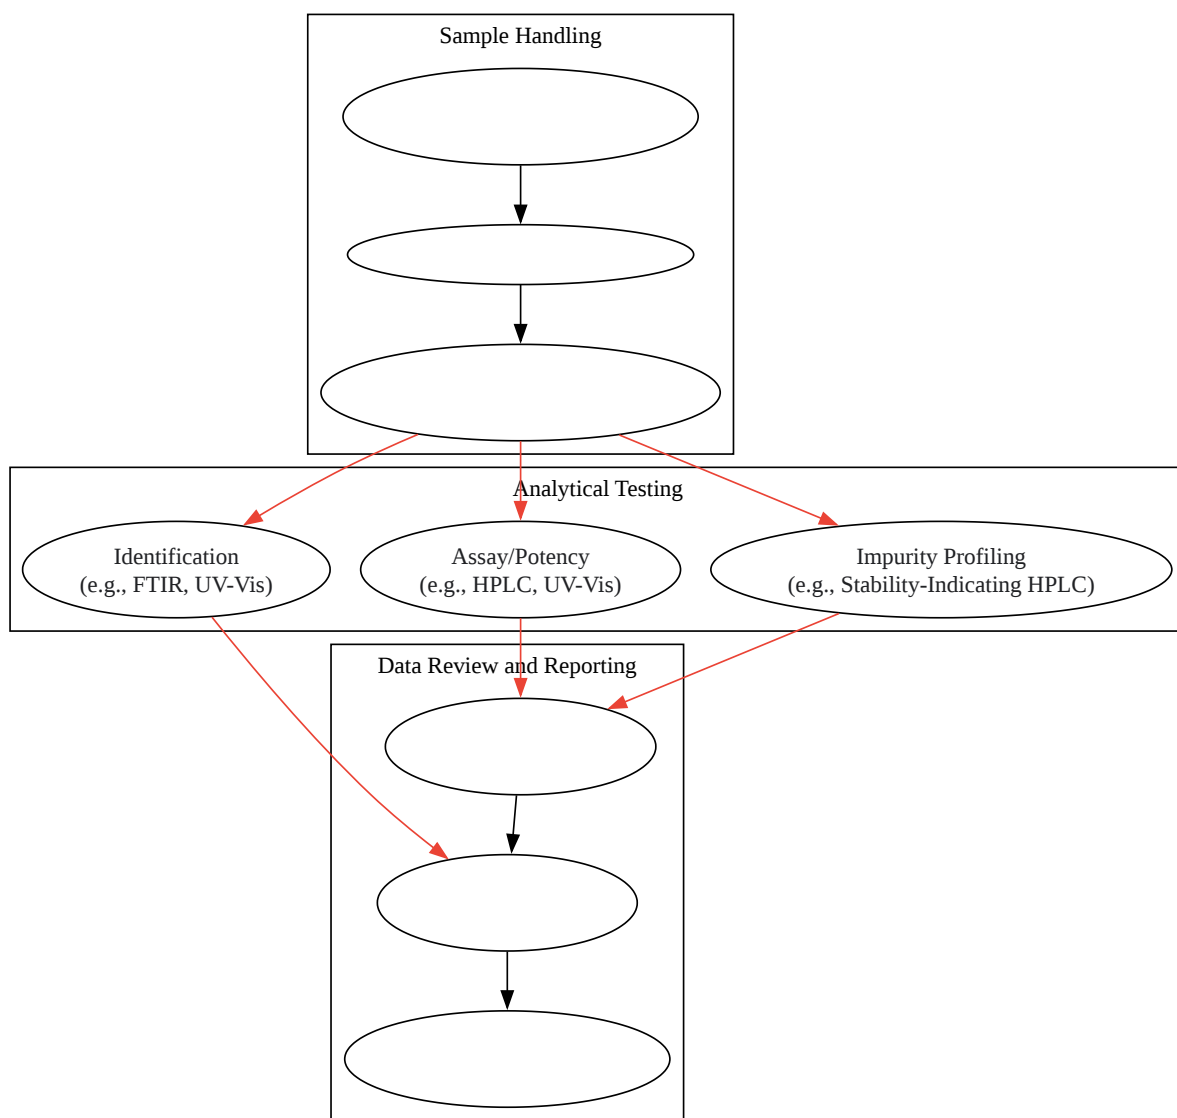 Sample Handling
Analytical Testing
Identification
(e.g., FTIR, UV-Vis)
Assay/Potency
(e.g., HPLC, UV-Vis)
Impurity Profiling
(e.g., Stability-Indicating HPLC)
Data Review and Reporting